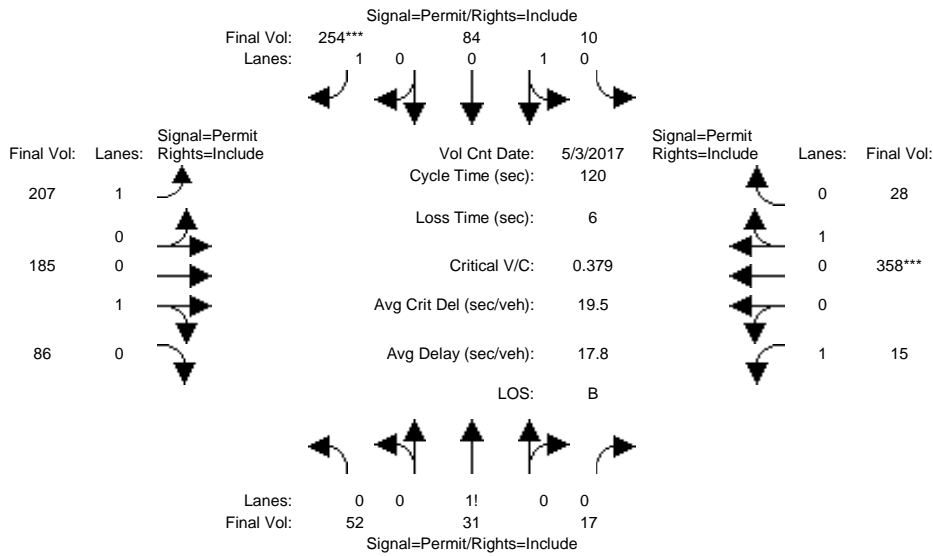 Signal=Permit/Rights=Include
Final Vol: 254*** 84 10
Lanes: 1 0 0 1 0
Signal=Permit
Rights=Include
Final Vol: Lanes:
207 1
0
185 0
1
86 0
Vol Cnt Date: 5/3/2017
Cycle Time (sec): 120
Loss Time (sec): 6
Critical V/C: 0.379
Avg Crit Del (sec/veh): 19.5
Avg Delay (sec/veh): 17.8
LOS: B
Signal=Permit
Rights=Include
Lanes: Final Vol:
0 28
1
0 358***
0
1 15
Lanes: 0 0 1! 0 0
Final Vol: 52 31 17
Signal=Permit/Rights=Include